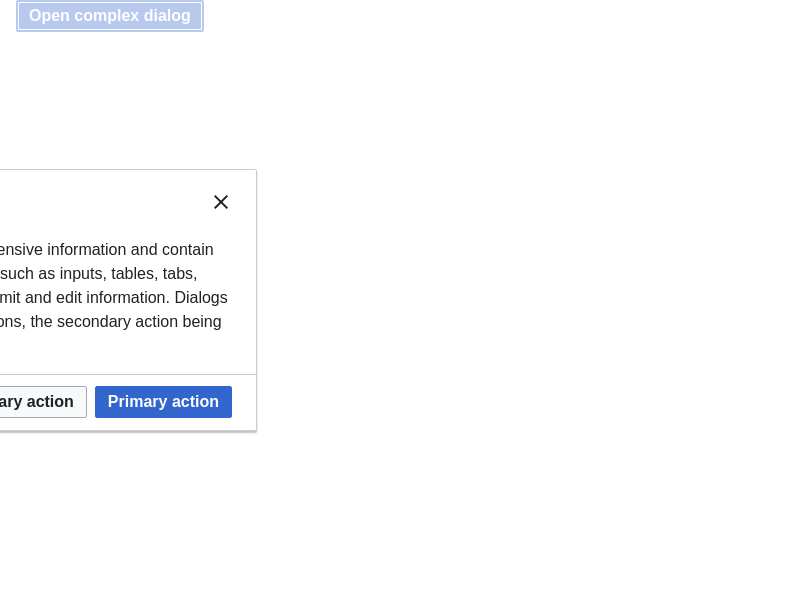 Open complex dialog
ensive information and contain
such as inputs, tables, tabs,
mit and edit information. Dialogs
ons, the secondary action being
ary action
Primary action